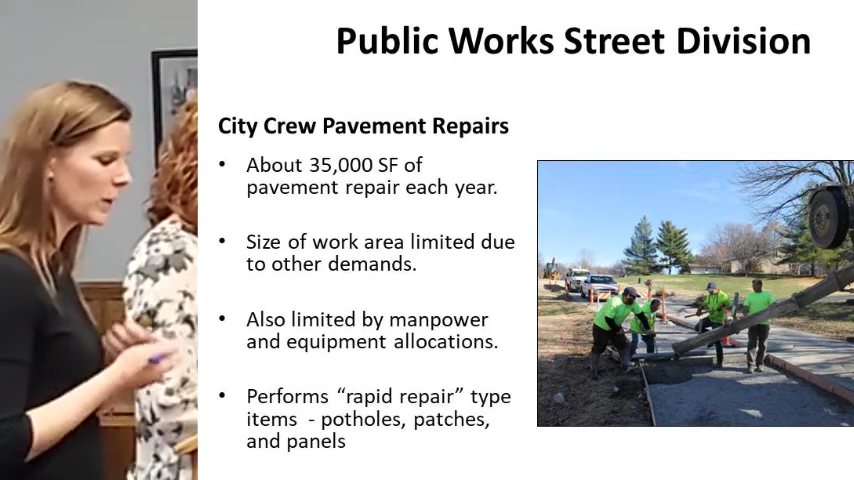 Public Works Street Division
City Crew Pavement Repairs
• About 35,000 SF of
pavement repair each year.
• Size of work area limited due
to other demands.
• Also limited by manpower
and equipment allocations.
• Performs “rapid repair” type
items - potholes, patches,
and panels